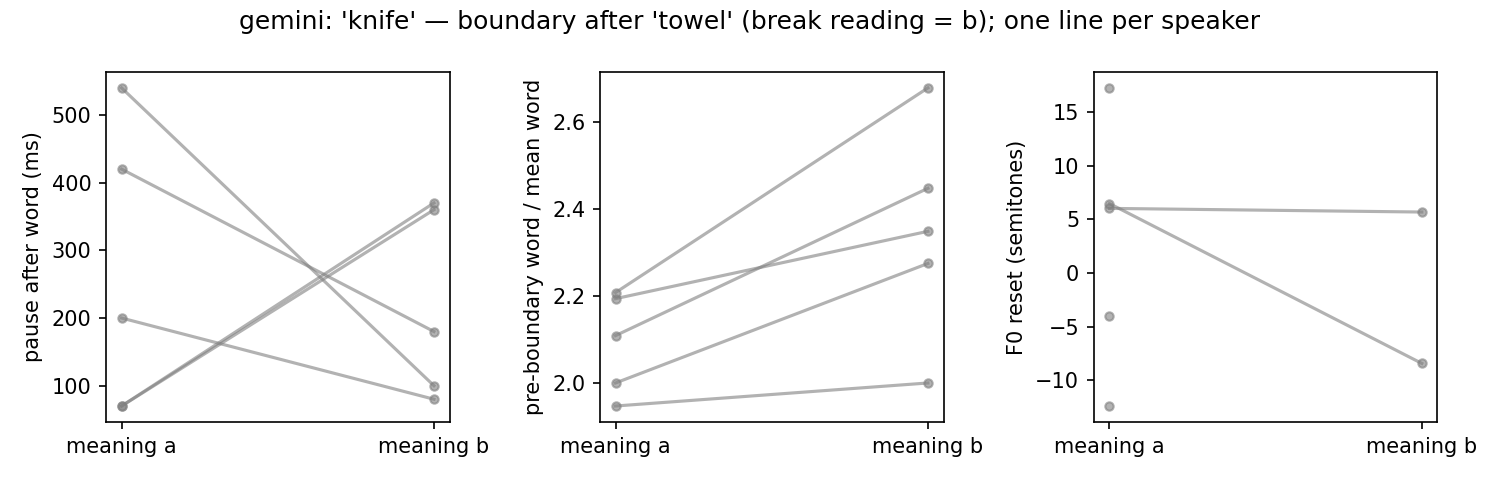 gemini: 'knife' — boundary after 'towel' (break reading = b); one line per speaker
pause after word (ms)
500
400
300
200
100
meaning a
meaning b
pre-boundary word / mean word
2.6
2.4
2.2
2.0
meaning a
meaning b
F0 reset (semitones)
15
10
5
0
−5
−10
meaning a
meaning b